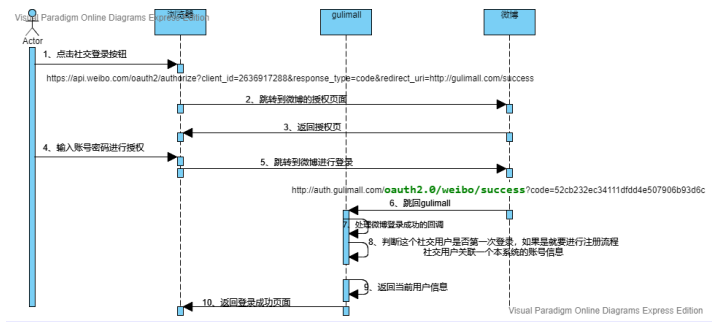 Visual Paradigm Online Diagrams Express Edition
浏览器
gulimall
微博
Actor
1、点击社交登录按钮
https://api.weibo.com/oauth2/authorize?client_id=2636917288&response_type=code&redirect_uri=http://gulimall.com/success
2、跳转到微博的授权页面
3、返回授权页
4、输入账号密码进行授权
5、跳转到微博进行登录
http://auth.gulimall.com/oauth2.0/weibo/success?code=52cb232ec34111dfdd4e507906b93d6c
6、跳回gulimall
7、处理微博登录成功的回调
8、判断这个社交用户是否第一次登录，如果是就要进行注册流程
社交用户关联一个本系统的账号信息
9、返回当前用户信息
10、返回登录成功页面
Visual Paradigm Online Diagrams Express Edition